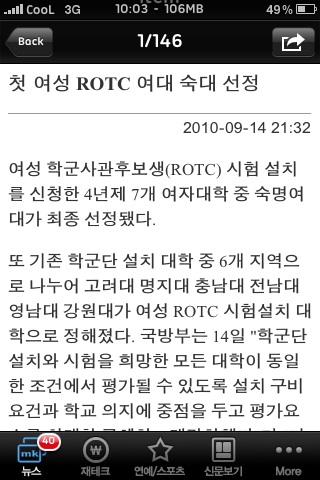 CooL 3G 10:03 - 106MB 49%
Back 1/146
첫 여성 ROTC 여대 숙대 선정
2010-09-14 21:32
여성 학군사관후보생(ROTC) 시험 설치
를 신청한 4년제 7개 여자대학 중 숙명여
대가 최종 선정됐다.
또 기존 학군단 설치 대학 중 6개 지역으
로 나누어 고려대 명지대 충남대 전남대
영남대 강원대가 여성 ROTC 시험설치 대
학으로 정해졌다. 국방부는 14일 "학군단
설치와 시험을 희망한 모든 대학이 동일
한 조건에서 평가될 수 있도록 설치 구비
요건과 학교 의지에 중점을 두고 평가요
mk 40
뉴스 재테크 연예/스포츠 신문보기 More